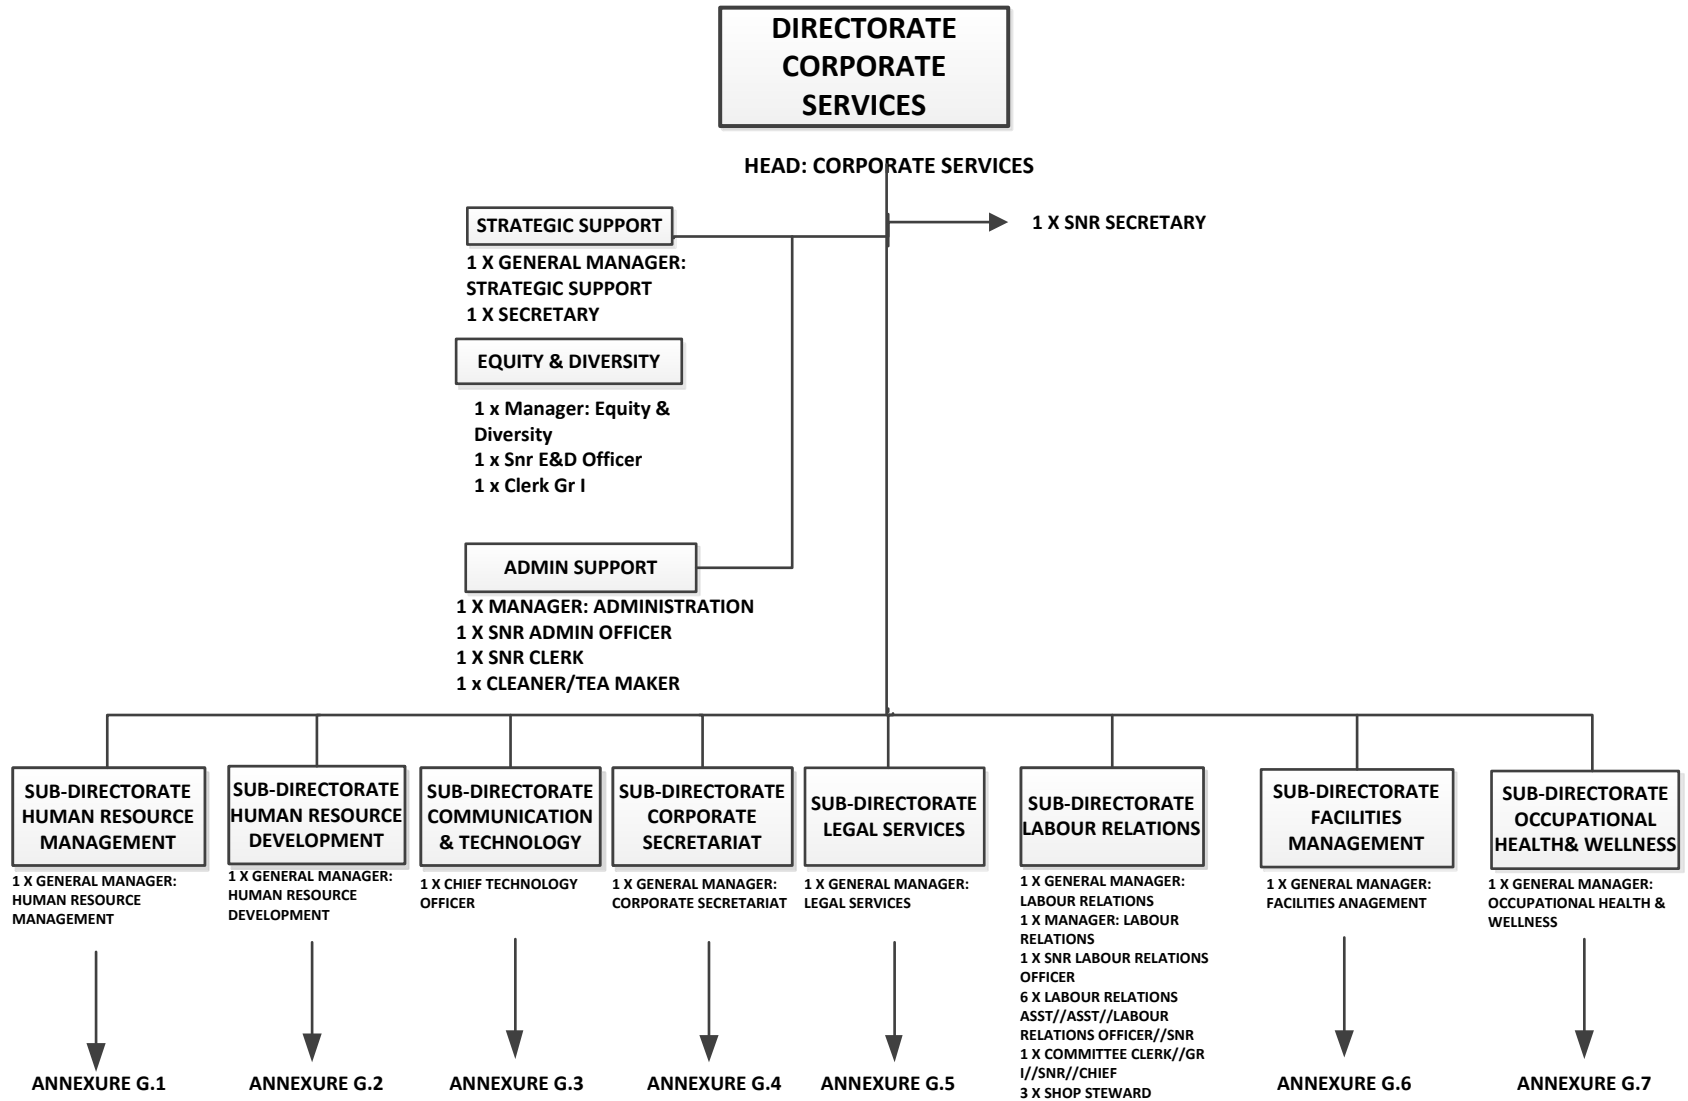 DIRECTORATE
CORPORATE
SERVICES
HEAD: CORPORATE SERVICES
STRATEGIC SUPPORT
1 X SNR SECRETARY
1 X GENERAL MANAGER:
STRATEGIC SUPPORT
1 X SECRETARY
EQUITY & DIVERSITY
1 x Manager: Equity &
Diversity
1 x Snr E&D Officer
1 x Clerk Gr I
ADMIN SUPPORT
1 X MANAGER: ADMINISTRATION
1 X SNR ADMIN OFFICER
1 X SNR CLERK
1 x CLEANER/TEA MAKER
SUB-DIRECTORATE
HUMAN RESOURCE
MANAGEMENT
1 X GENERAL MANAGER:
HUMAN RESOURCE
MANAGEMENT
ANNEXURE G.1
SUB-DIRECTORATE
HUMAN RESOURCE
DEVELOPMENT
1 X GENERAL MANAGER:
HUMAN RESOURCE
DEVELOPMENT
ANNEXURE G.2
SUB-DIRECTORATE
COMMUNICATION
& TECHNOLOGY
1 X CHIEF TECHNOLOGY
OFFICER
ANNEXURE G.3
SUB-DIRECTORATE
CORPORATE
SECRETARIAT
1 X GENERAL MANAGER:
CORPORATE SECRETARIAT
ANNEXURE G.4
SUB-DIRECTORATE
LEGAL SERVICES
1 X GENERAL MANAGER:
LEGAL SERVICES
ANNEXURE G.5
SUB-DIRECTORATE
LABOUR RELATIONS
1 X GENERAL MANAGER:
LABOUR RELATIONS
1 X MANAGER: LABOUR
RELATIONS
1 X SNR LABOUR RELATIONS
OFFICER
6 X LABOUR RELATIONS
ASST//ASST//LABOUR
RELATIONS OFFICER//SNR
1 X COMMITTEE CLERK//GR
I//SNR//CHIEF
3 X SHOP STEWARD
SUB-DIRECTORATE
FACILITIES
MANAGEMENT
1 X GENERAL MANAGER:
FACILITIES ANAGEMENT
ANNEXURE G.6
SUB-DIRECTORATE
OCCUPATIONAL
HEALTH& WELLNESS
1 X GENERAL MANAGER:
OCCUPATIONAL HEALTH &
WELLNESS
ANNEXURE G.7